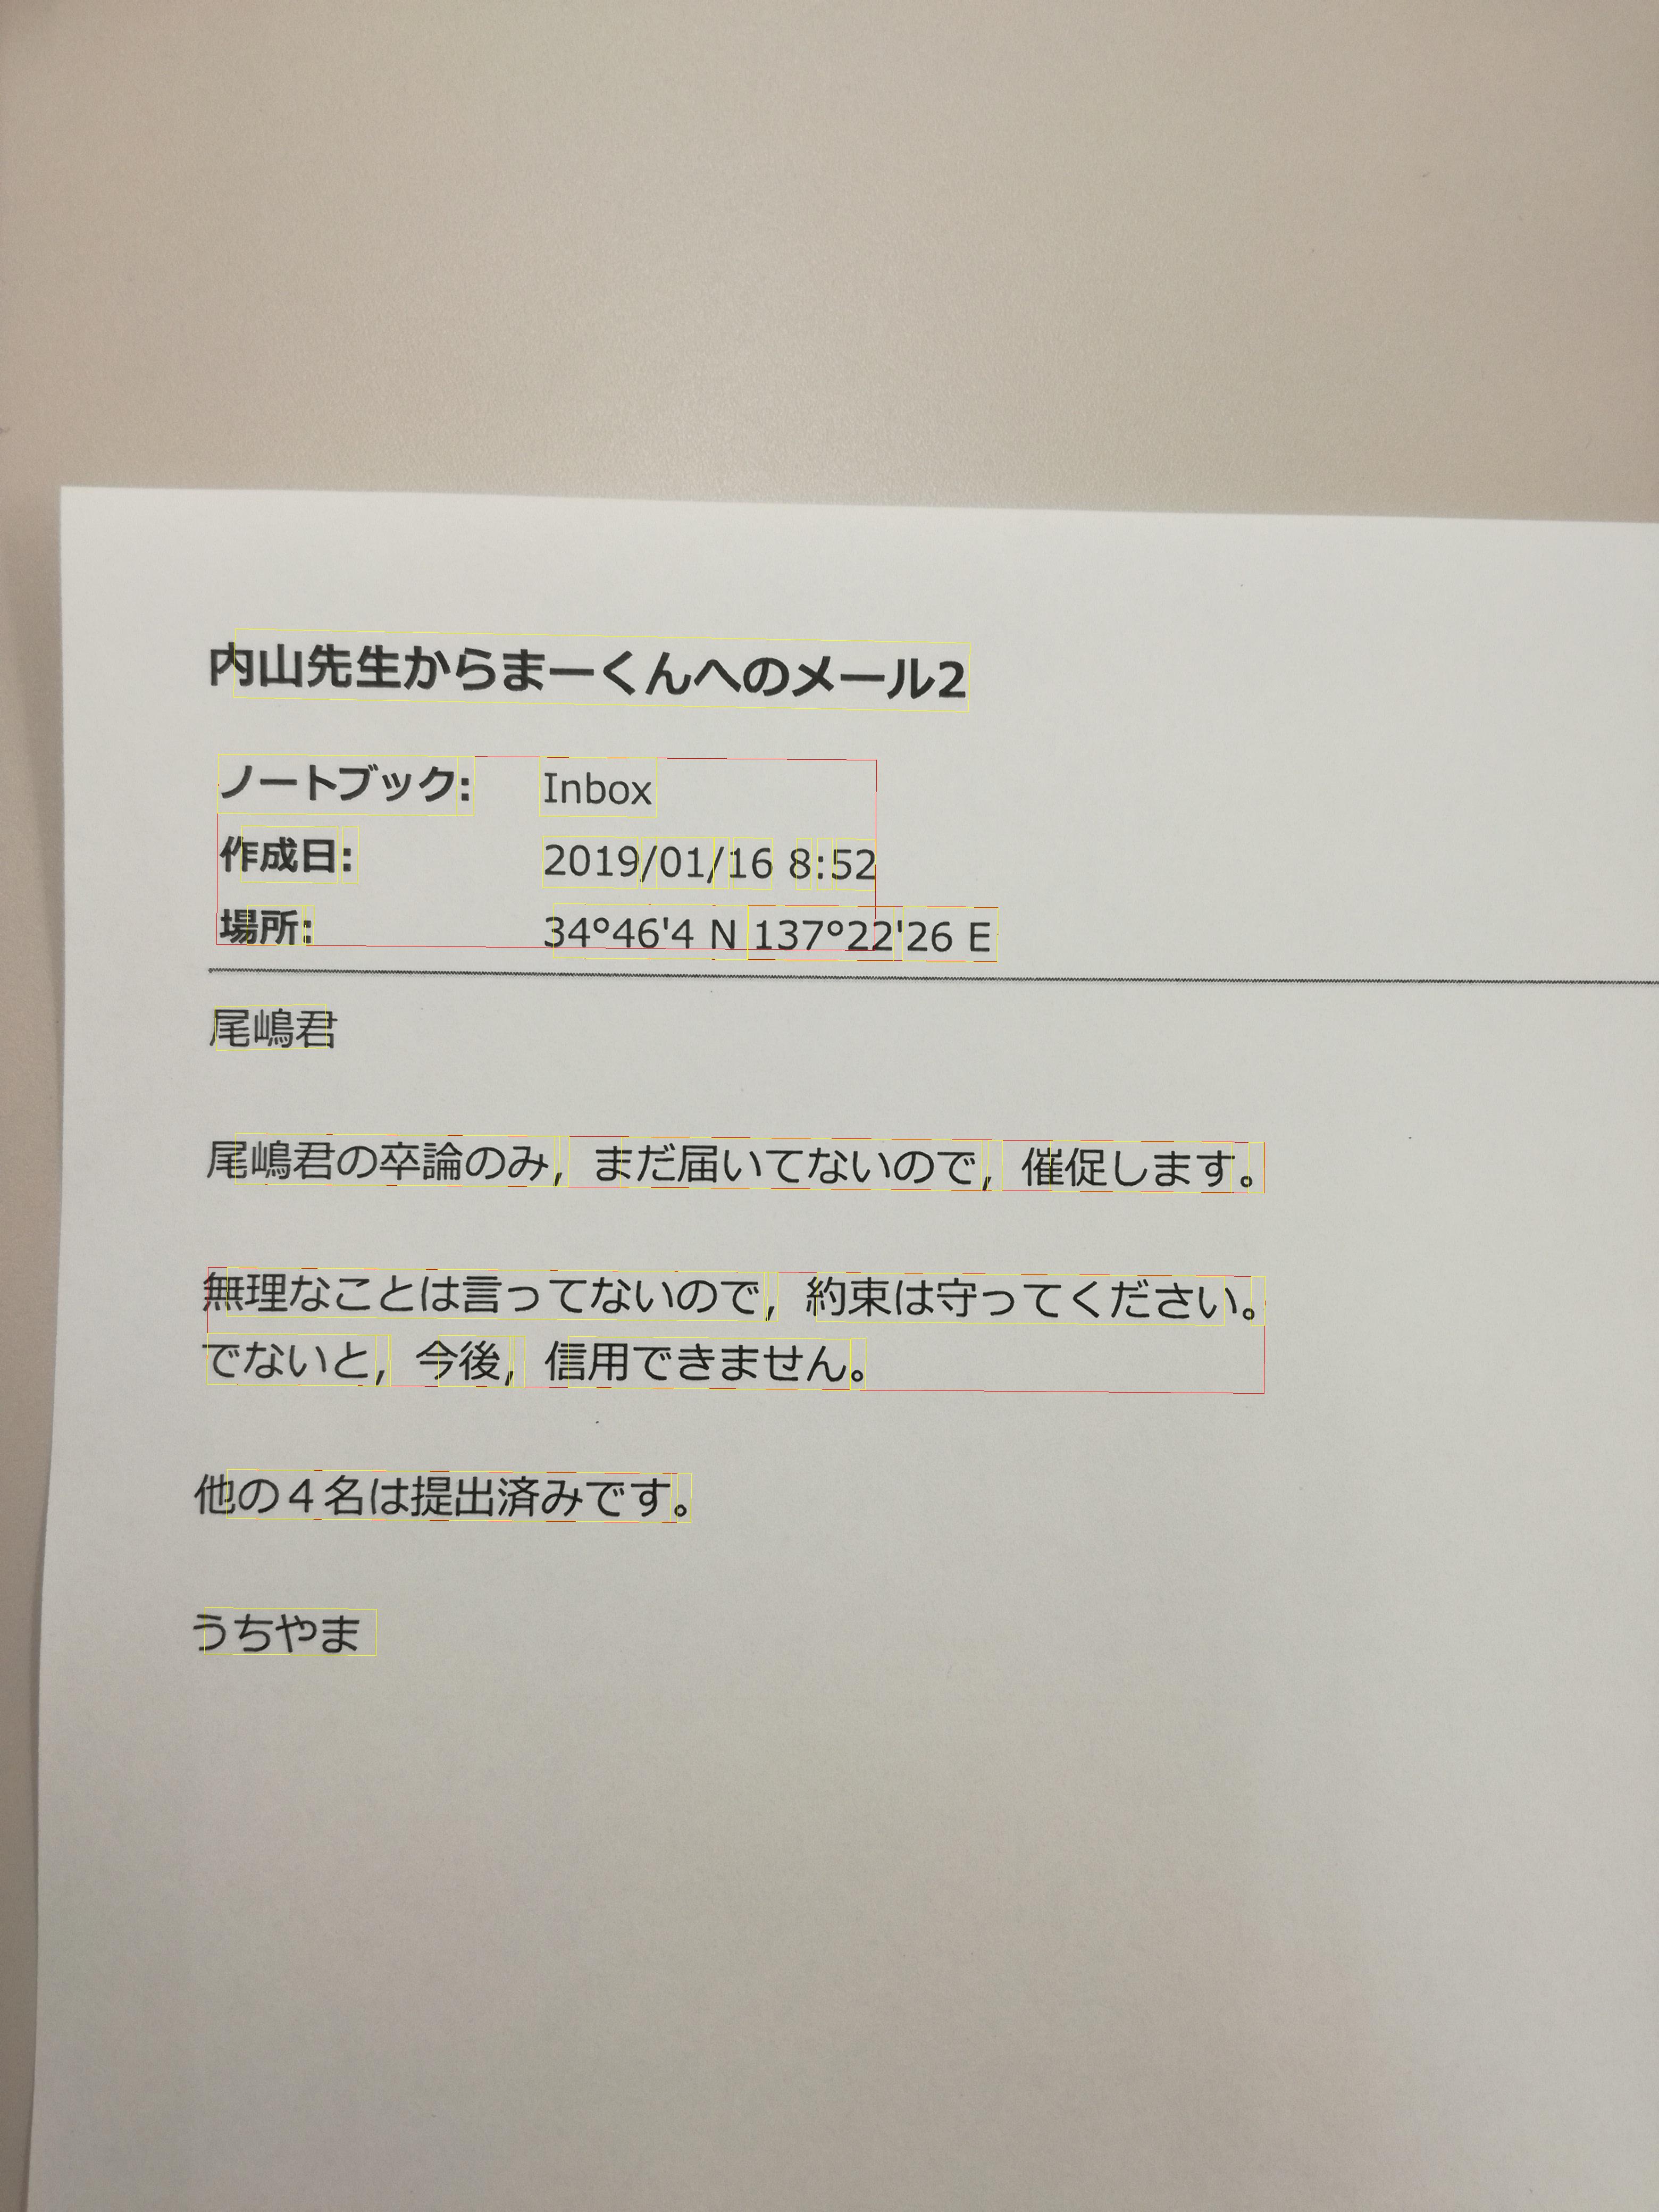 内山先生からまーくんへのメール2
ノートブック: Inbox
作成日: 2019/01/16 8:52
場所: 34°46'4 N 137°22'26 E
尾嶋君
尾嶋君の卒論のみ，まだ届いてないので，催促します。
無理なことは言ってないので，約束は守ってください。
でないと，今後，信用できません。
他の４名は提出済みです。
うちやま